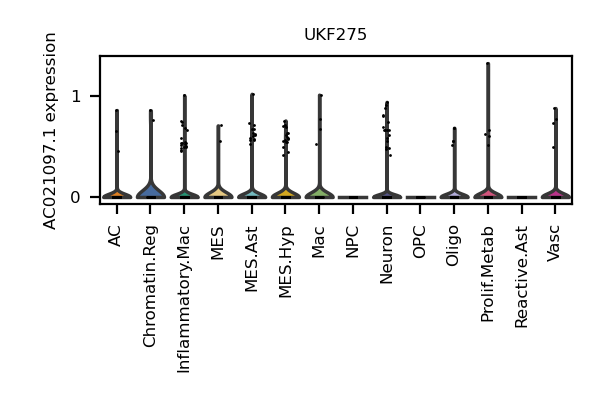 UKF275
AC021097.1 expression
1
0
AC
Chromatin.Reg
Inflammatory.Mac
MES
MES.Ast
MES.Hyp
Mac
NPC
Neuron
OPC
Oligo
Prolif.Metab
Reactive.Ast
Vasc